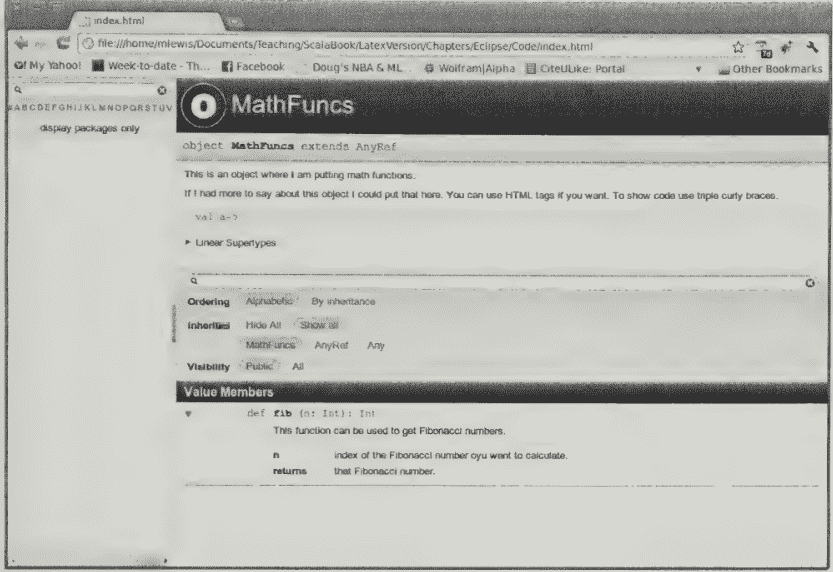 index.html
file:///home/mlewis/Documents/Teaching/ScalaBook/LatexVersion/Chapters/Eclipse/Code/index.html
My Yahoo! Week-to-date - Th... Facebook Doug's NBA & ML... Wolfram|Alpha CiteULike: Portal Other Bookmarks
#ABCDEFGHIJKLMNOPQRSTUV
display packages only
O MathFuncs
object MathFuncs extends AnyRef
This is an object where I am putting math functions.
If I had more to say about this object I could put that here. You can use HTML tags if you want. To show code use triple curly braces.
val a->
Linear Supertypes
Ordering Alphabetic By inheritance
Inherited Hide All Show all
MathFuncs AnyRef Any
Visibility Public All
Value Members
def fib (n: Int): Int
This function can be used to get Fibonacci numbers.
n index of the Fibonacci number oyu want to calculate.
returns that Fibonacci number.